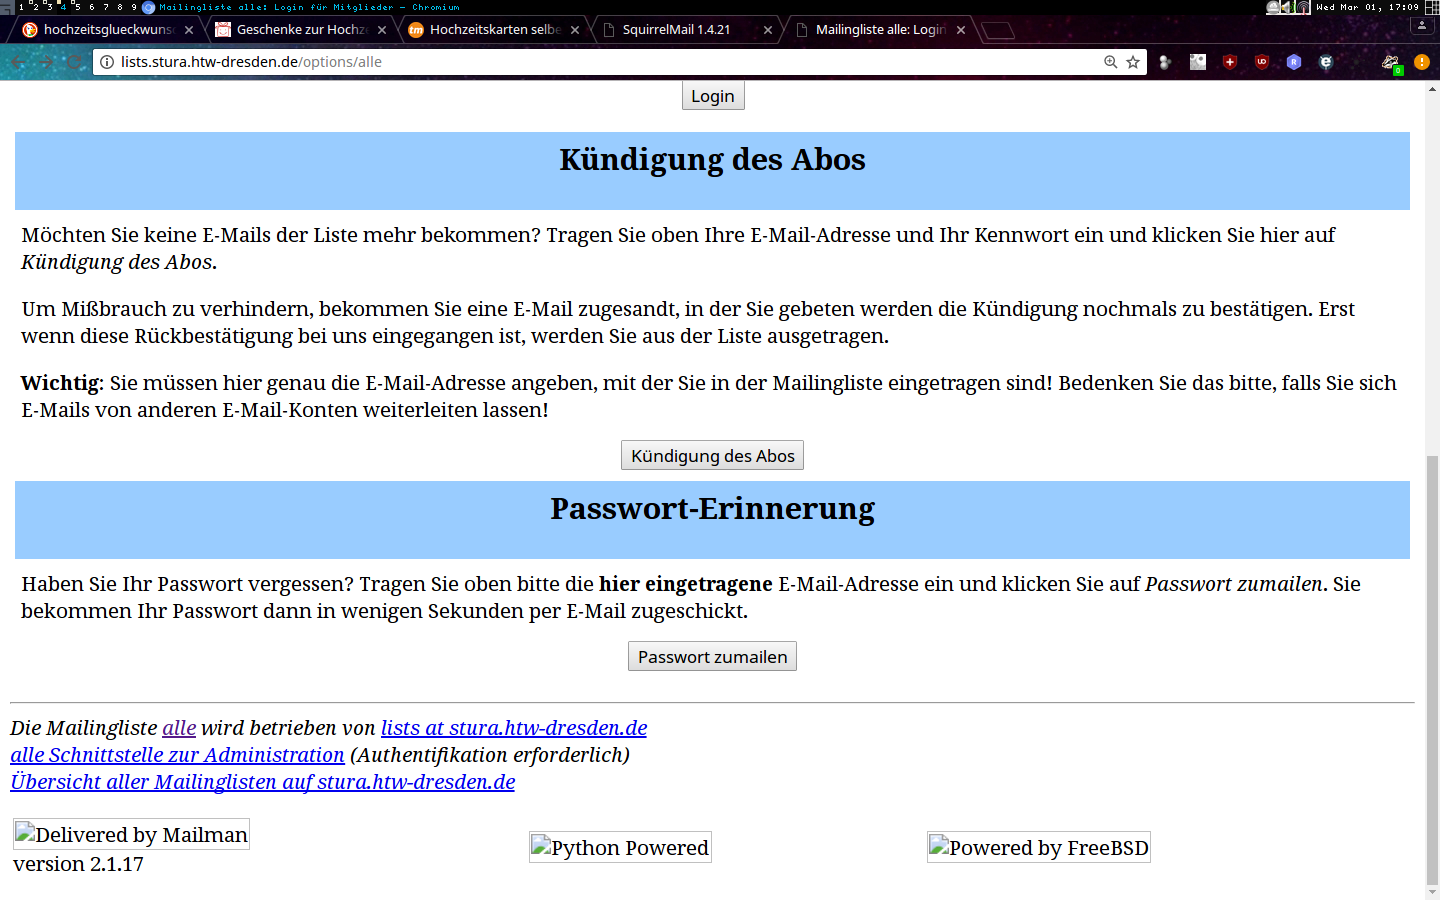 1 2 3 4 5 6 7 8 9 Mailingliste alle: Login für Mitglieder - Chromium
Wed Mar 01, 17:09
hochzeitsglueckwuns
Geschenke zur Hochz
Hochzeitskarten selbe
SquirrelMail 1.4.21
Mailingliste alle: Login
lists.stura.htw-dresden.de/options/alle
0
Login
Kündigung des Abos
Möchten Sie keine E-Mails der Liste mehr bekommen? Tragen Sie oben Ihre E-Mail-Adresse und Ihr Kennwort ein und klicken Sie hier auf
Kündigung des Abos.
Um Mißbrauch zu verhindern, bekommen Sie eine E-Mail zugesandt, in der Sie gebeten werden die Kündigung nochmals zu bestätigen. Erst
wenn diese Rückbestätigung bei uns eingegangen ist, werden Sie aus der Liste ausgetragen.
Wichtig: Sie müssen hier genau die E-Mail-Adresse angeben, mit der Sie in der Mailingliste eingetragen sind! Bedenken Sie das bitte, falls Sie sich
E-Mails von anderen E-Mail-Konten weiterleiten lassen!
Kündigung des Abos
Passwort-Erinnerung
Haben Sie Ihr Passwort vergessen? Tragen Sie oben bitte die hier eingetragene E-Mail-Adresse ein und klicken Sie auf Passwort zumailen. Sie
bekommen Ihr Passwort dann in wenigen Sekunden per E-Mail zugeschickt.
Passwort zumailen
Die Mailingliste alle wird betrieben von lists at stura.htw-dresden.de
alle Schnittstelle zur Administration (Authentifikation erforderlich)
Übersicht aller Mailinglisten auf stura.htw-dresden.de
Delivered by Mailman
version 2.1.17
Python Powered
Powered by FreeBSD